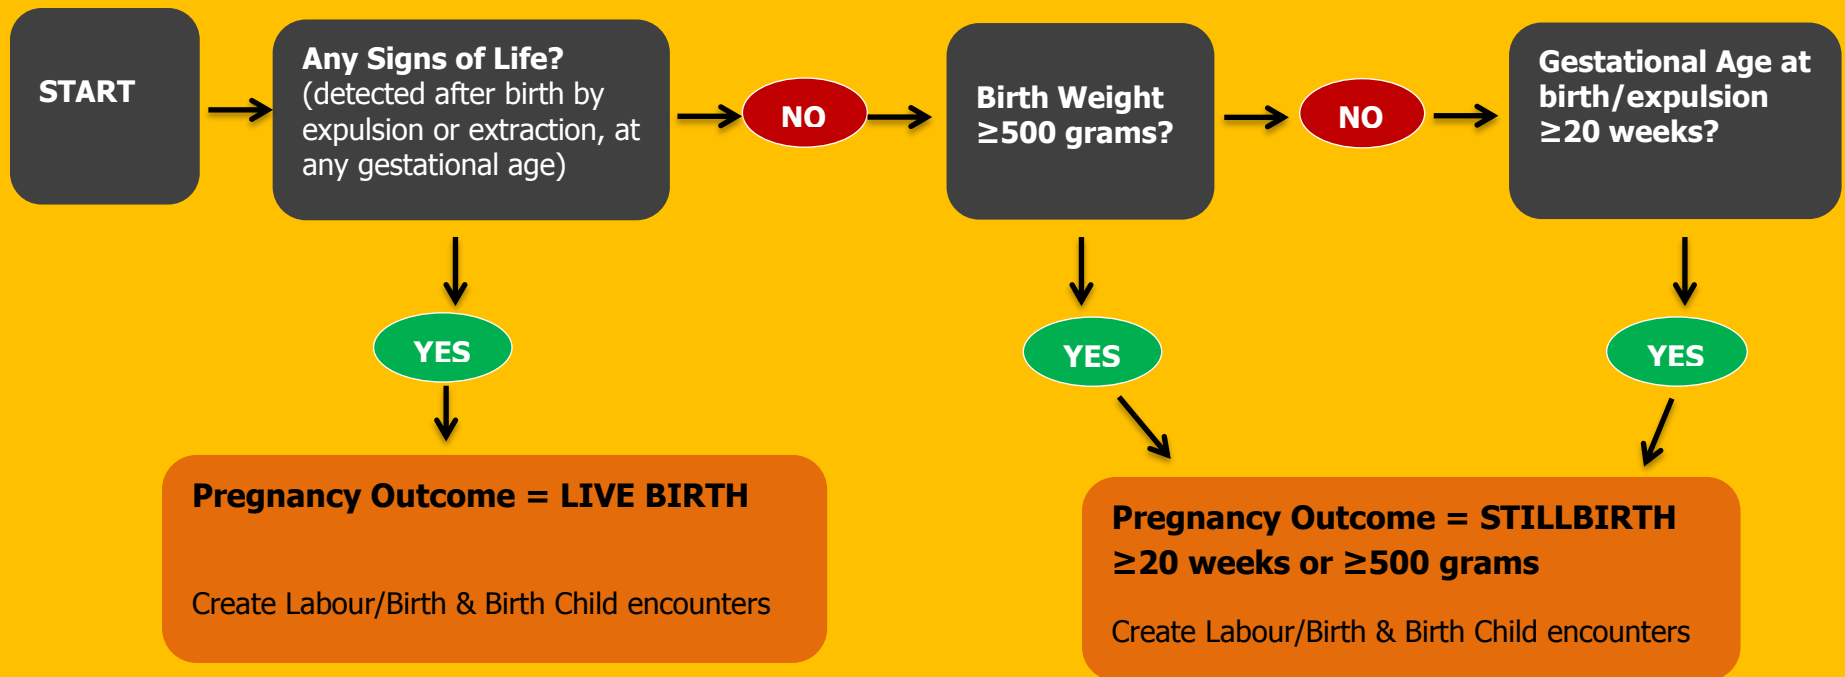 START
Any Signs of Life?
(detected after birth by
expulsion or extraction, at
any gestational age)
NO
Birth Weight
≥500 grams?
NO
Gestational Age at
birth/expulsion
≥20 weeks?
YES
YES
YES
Pregnancy Outcome = LIVE BIRTH
Create Labour/Birth & Birth Child encounters
Pregnancy Outcome = STILLBIRTH
≥20 weeks or ≥500 grams
Create Labour/Birth & Birth Child encounters